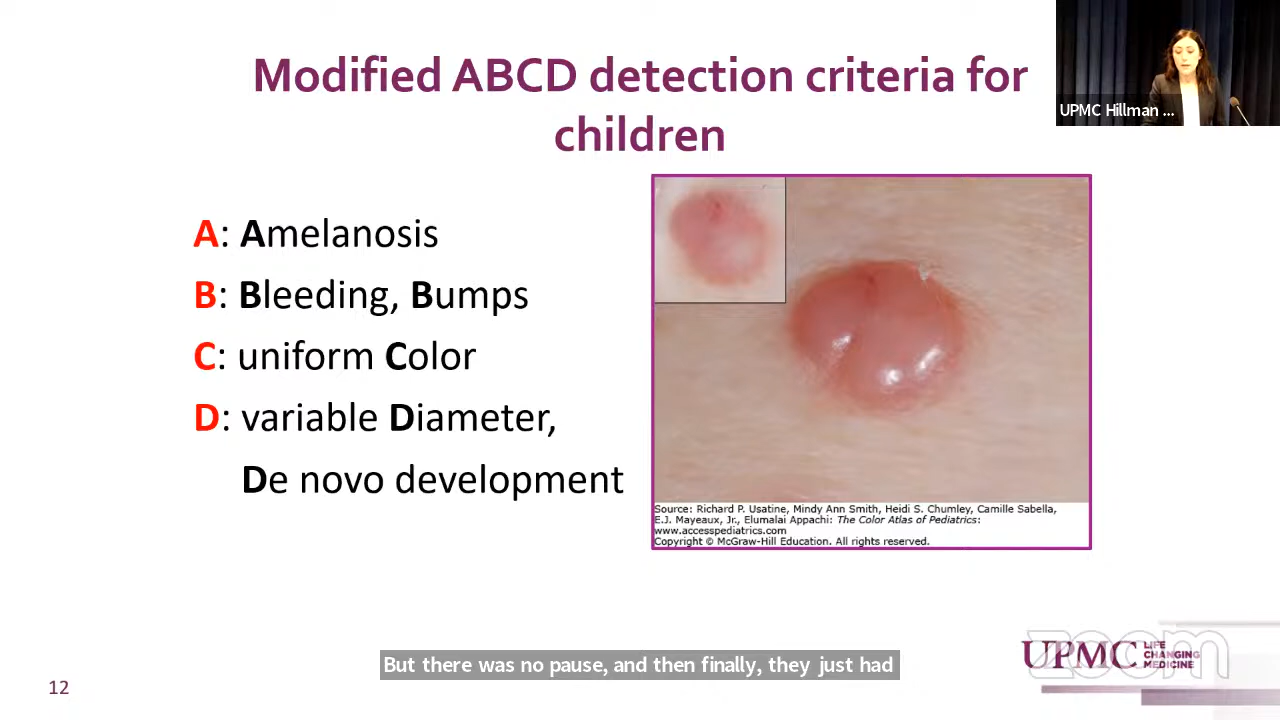 Modified ABCD detection criteria for
children
UPMC Hillman ...
A: Amelanosis
B: Bleeding, Bumps
C: uniform Color
D: variable Diameter,
De novo development
Source: Richard P. Usatine, Mindy Ann Smith, Heidi S. Chumley, Camille Sabella,
E.J. Mayeaux, Jr., Elumalai Appachi: The Color Atlas of Pediatrics:
www.accesspediatrics.com
Copyright © McGraw-Hill Education. All rights reserved.
But there was no pause, and then finally, they just had
UPMC
LIFE
CHANGING
MEDICINE
zoom
12